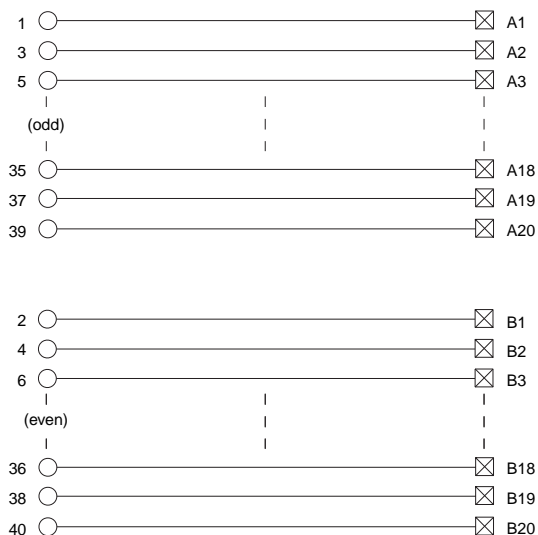 1 A1
3 A2
5 A3
(odd)
35 A18
37 A19
39 A20
2 B1
4 B2
6 B3
(even)
36 B18
38 B19
40 B20